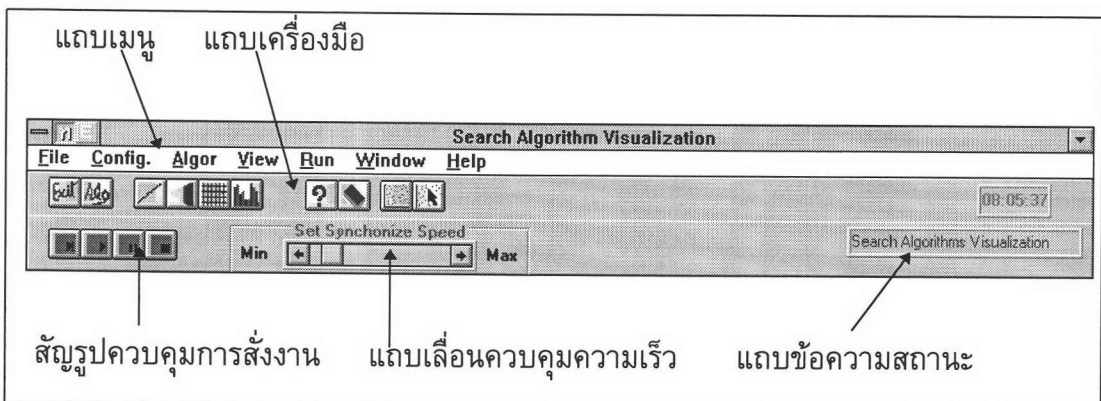 แถบเมนู แถบเครื่องมือ
Search Algorithm Visualization
File Config. Algor View Run Window Help
Exit Algo ? 08:05:37
Set Synchonize Speed
Min Max Search Algorithms Visualization
สัญรูปควบคุมการสั่งงาน แถบเลื่อนควบคุมความเร็ว แถบข้อความสถานะ